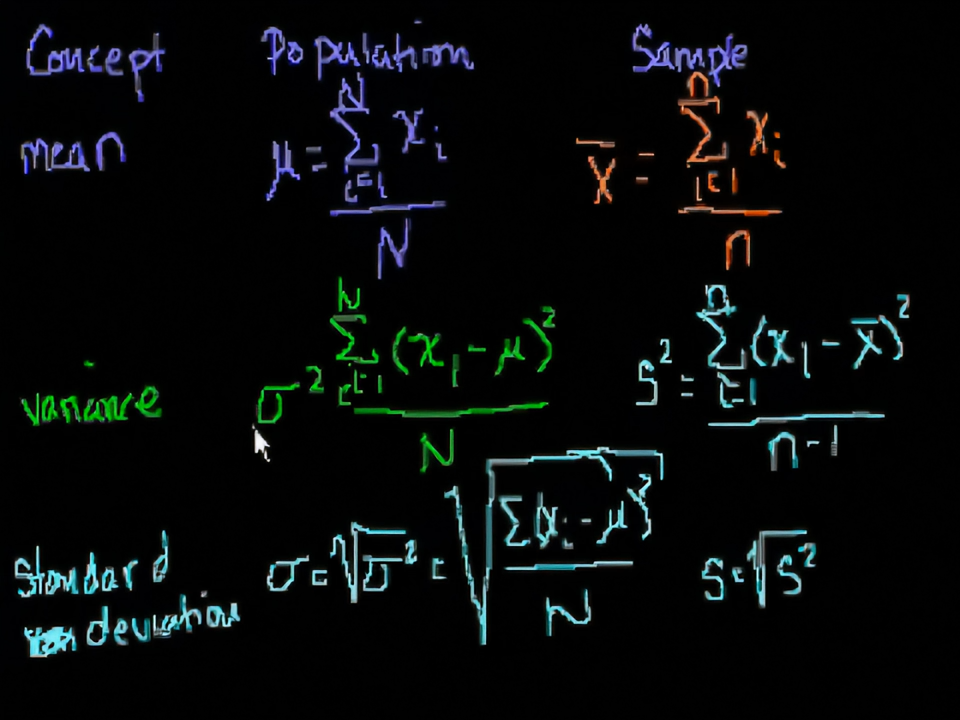 Concept Population Sample
mean μ = Σ_{i=1}^{N} x_i / N x̄ = Σ_{i=1}^{n} x_i / n
variance σ² = Σ_{i=1}^{N} (x_i - μ)² / N S² = Σ_{i=1}^{n} (x_i - x̄)² / n-1
Standard σ = √σ² = √(Σ(x_i - μ)² / N) S = √S²
deviation